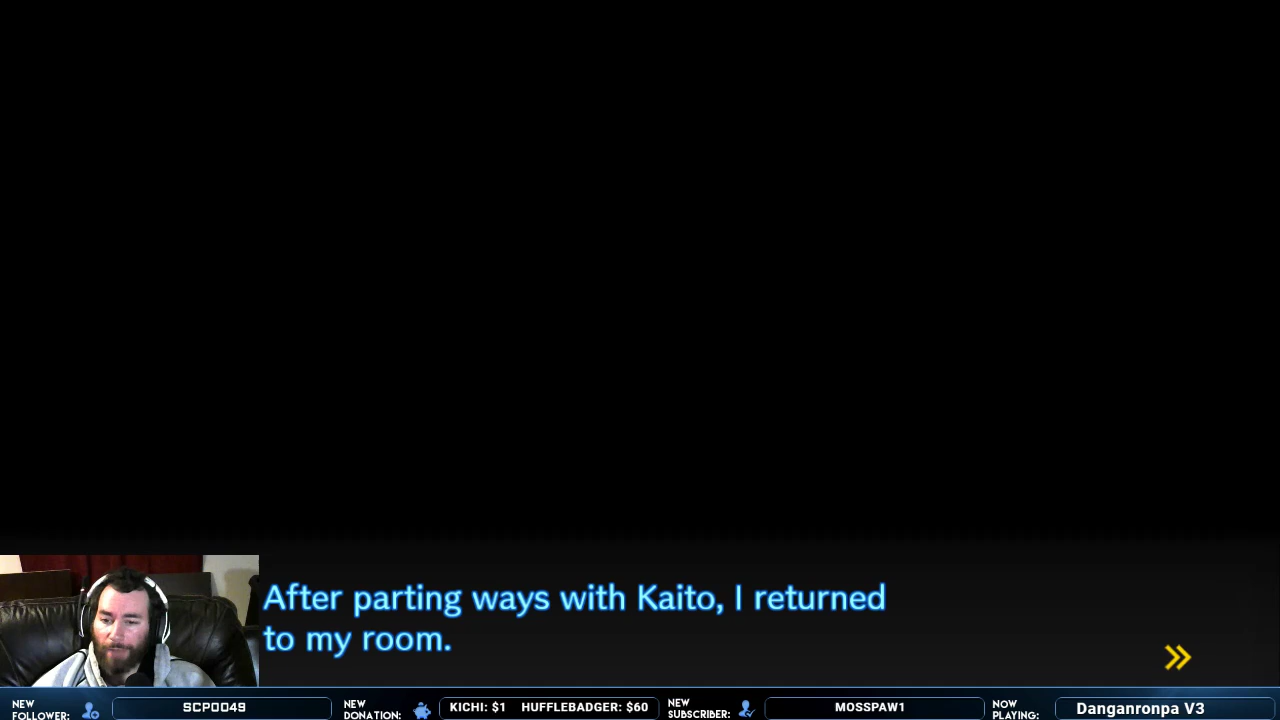 After parting ways with Kaito, I returned
to my room.
NEW
FOLLOWER:
SCP0049
NEW
DONATION:
KICHI: $1 HUFFLEBADGER: $60
NEW
SUBSCRIBER:
MOSSPAW1
NOW
PLAYING:
Danganronpa V3